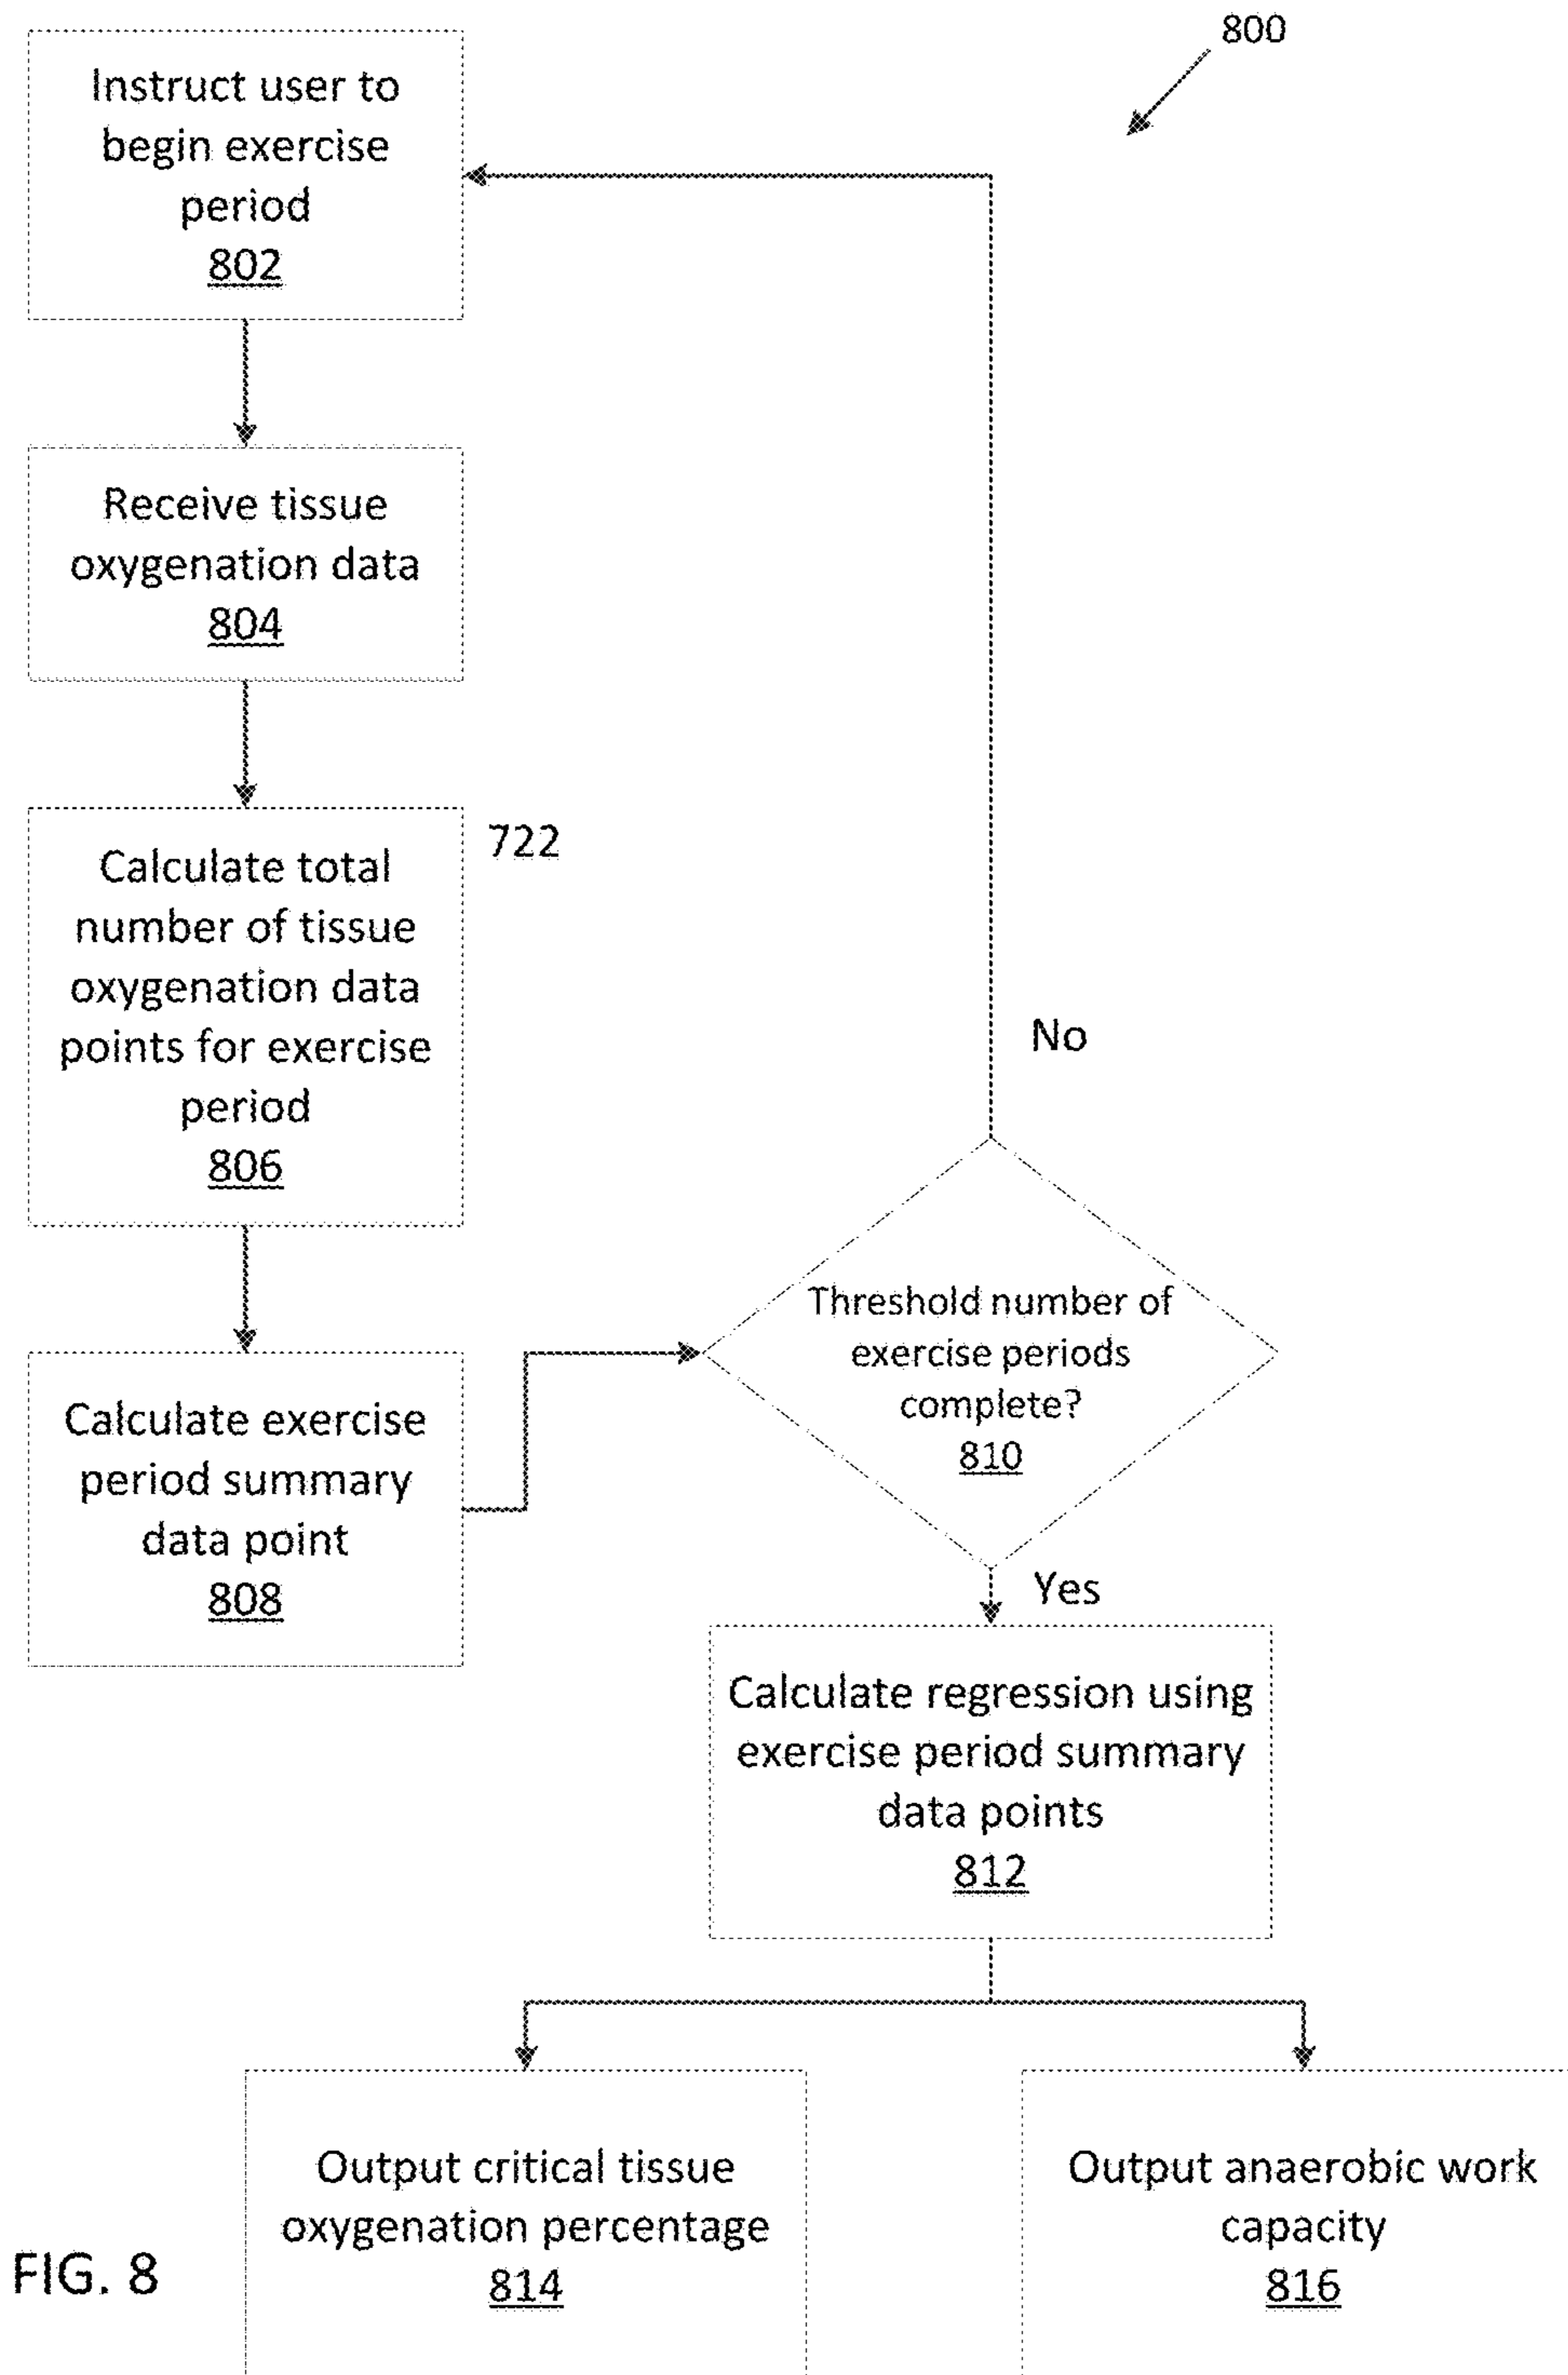 800
Instruct user to
begin exercise
period
802
Receive tissue
oxygenation data
804
722
Calculate total
number of tissue
oxygenation data
points for exercise
period
806
No
Calculate exercise
period summary
data point
808
Threshold number of
exercise periods
complete?
810
Yes
Calculate regression using
exercise period summary
data points
812
Output critical tissue
oxygenation percentage
814
Output anaerobic work
capacity
816
FIG. 8